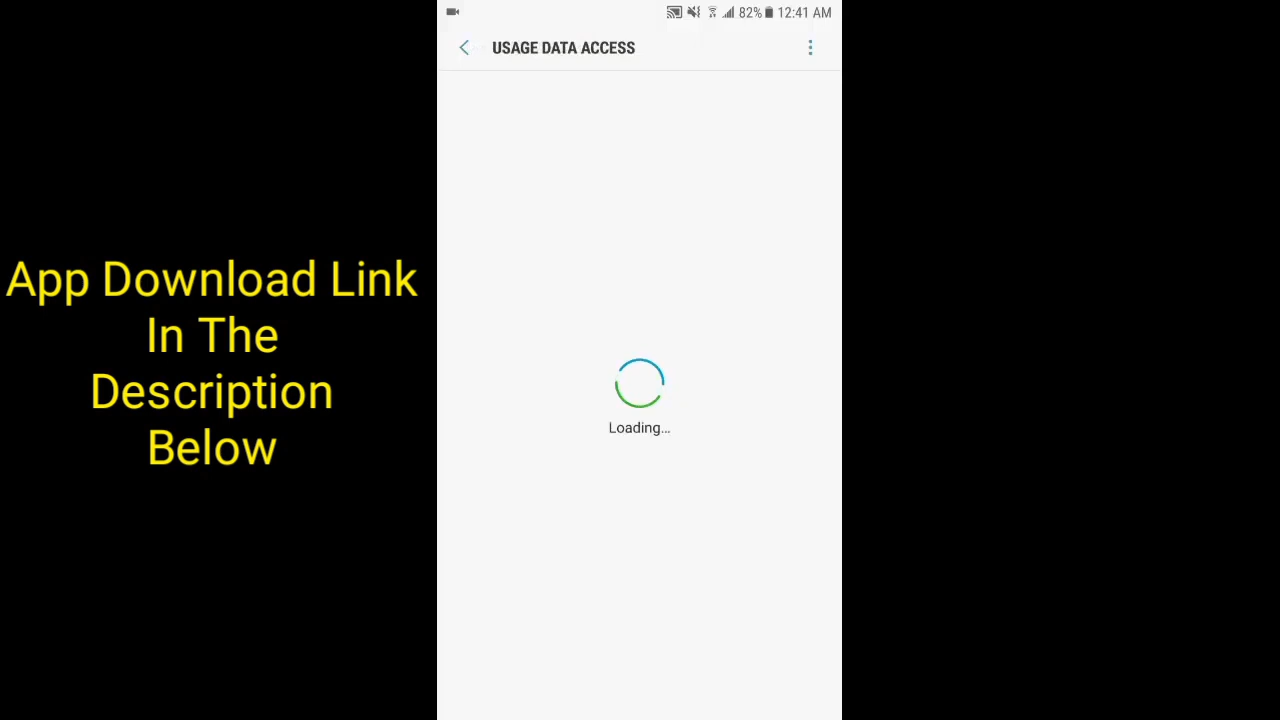 82% 12:41 AM
USAGE DATA ACCESS
App Download Link
In The
Description
Below
Loading...